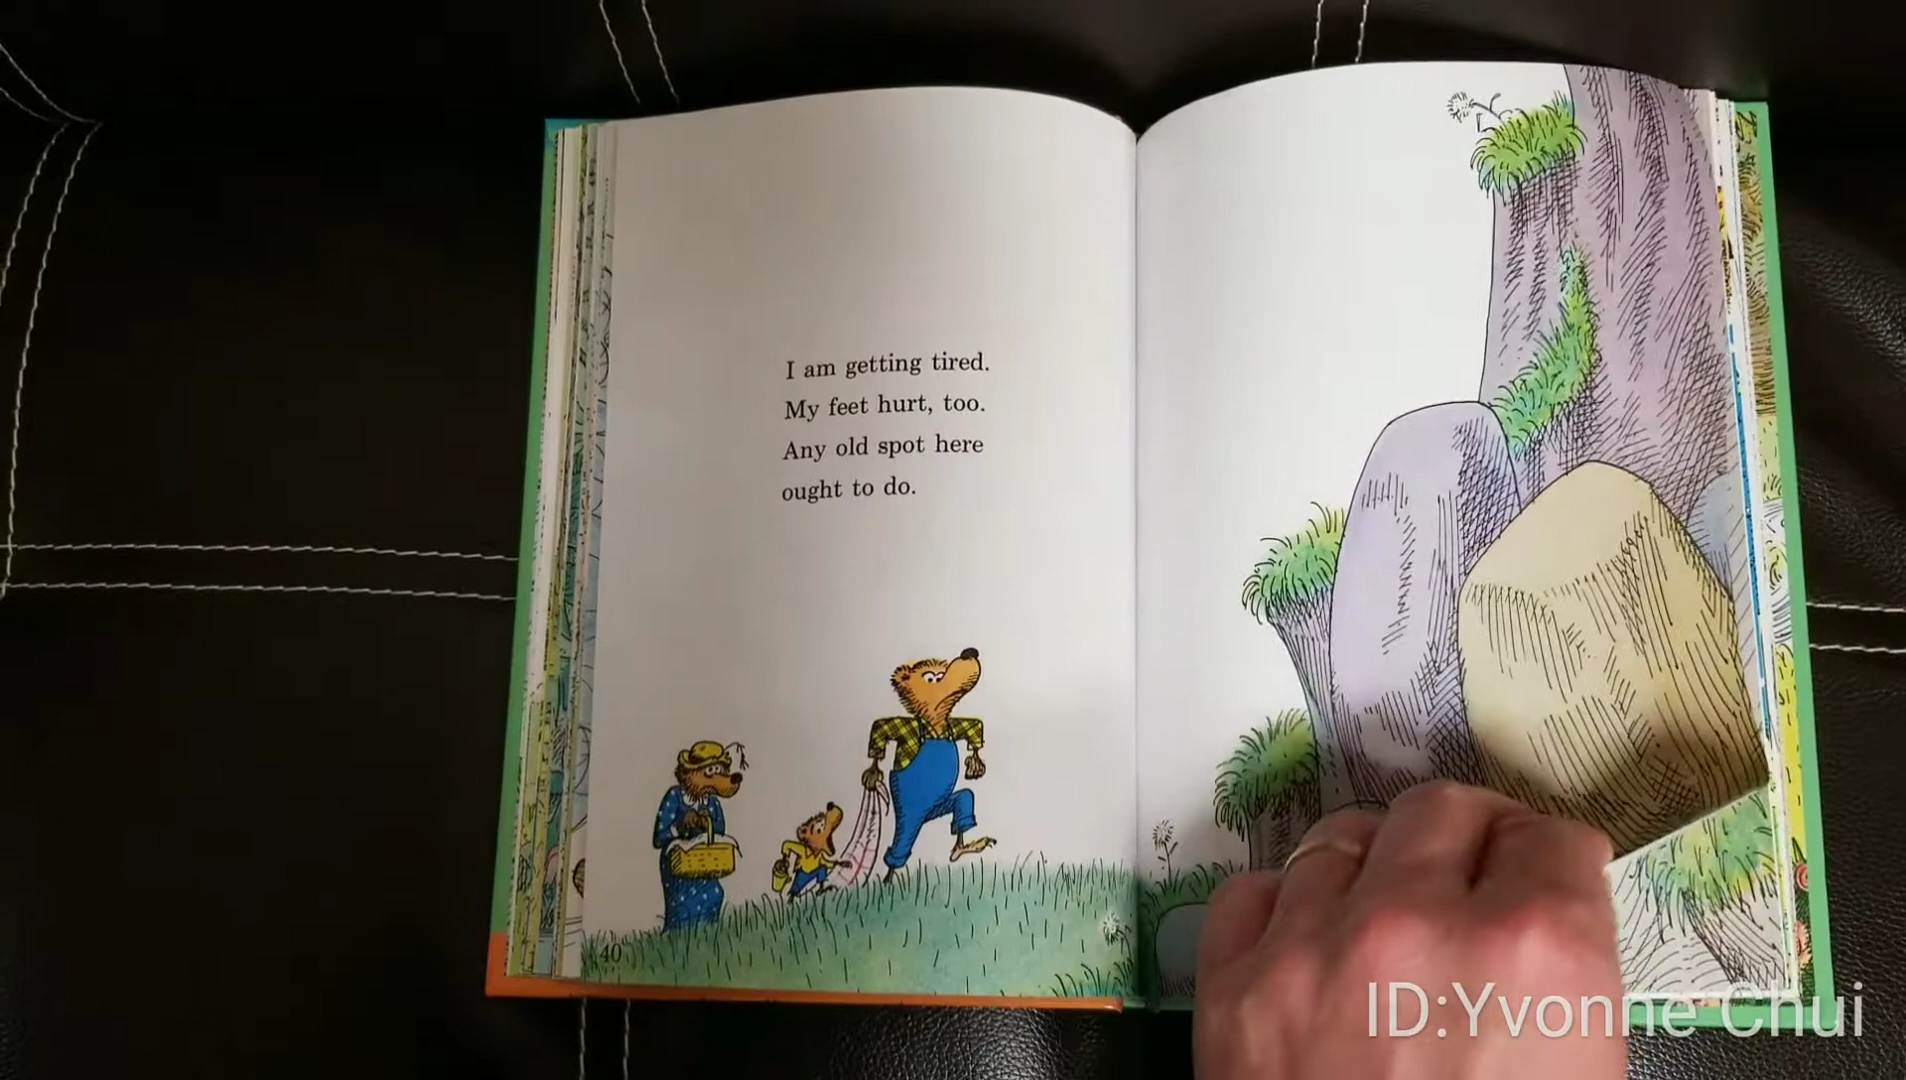 I am getting tired.
My feet hurt, too.
Any old spot here
ought to do.
40
ID:Yvonne Chui